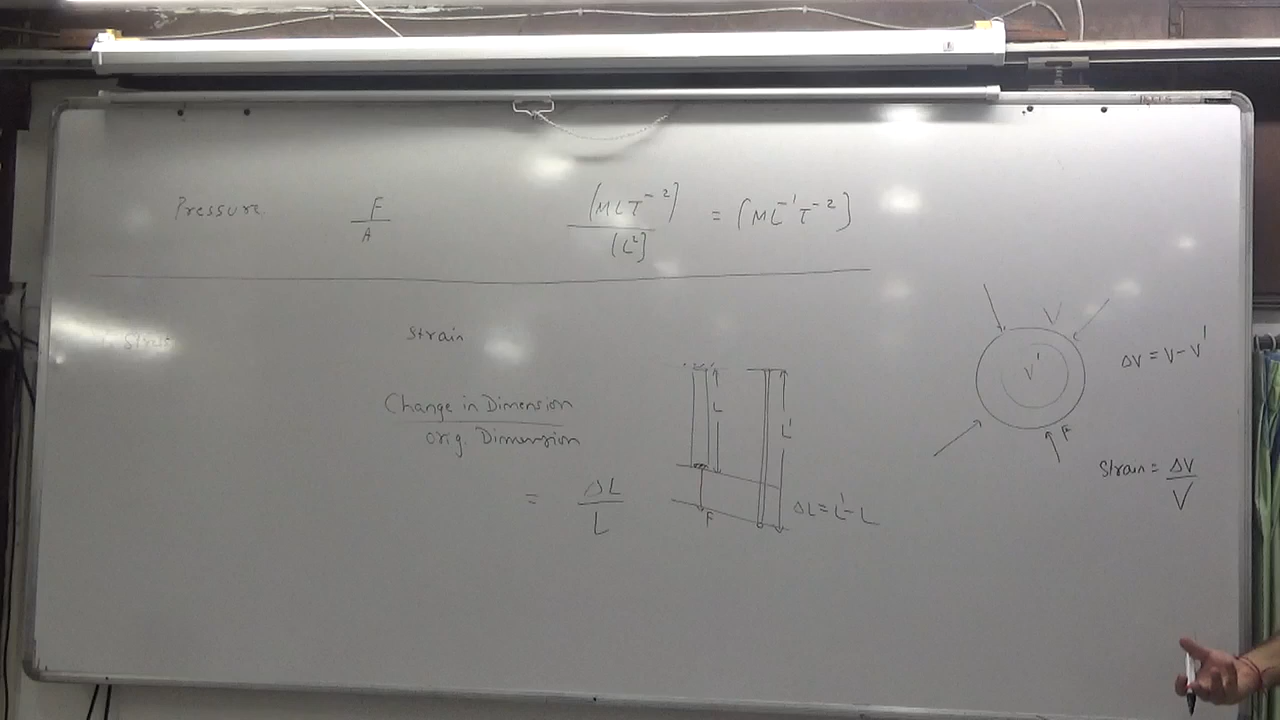 Pressure F/A (MLT⁻²)/[L²] = (ML⁻¹T⁻²]
Strain
Change in Dimension
orig. Dimension
= ΔL/L
L
L'
F
ΔL = L' - L
V
V'
F
ΔV = V - V'
Strain = ΔV/V